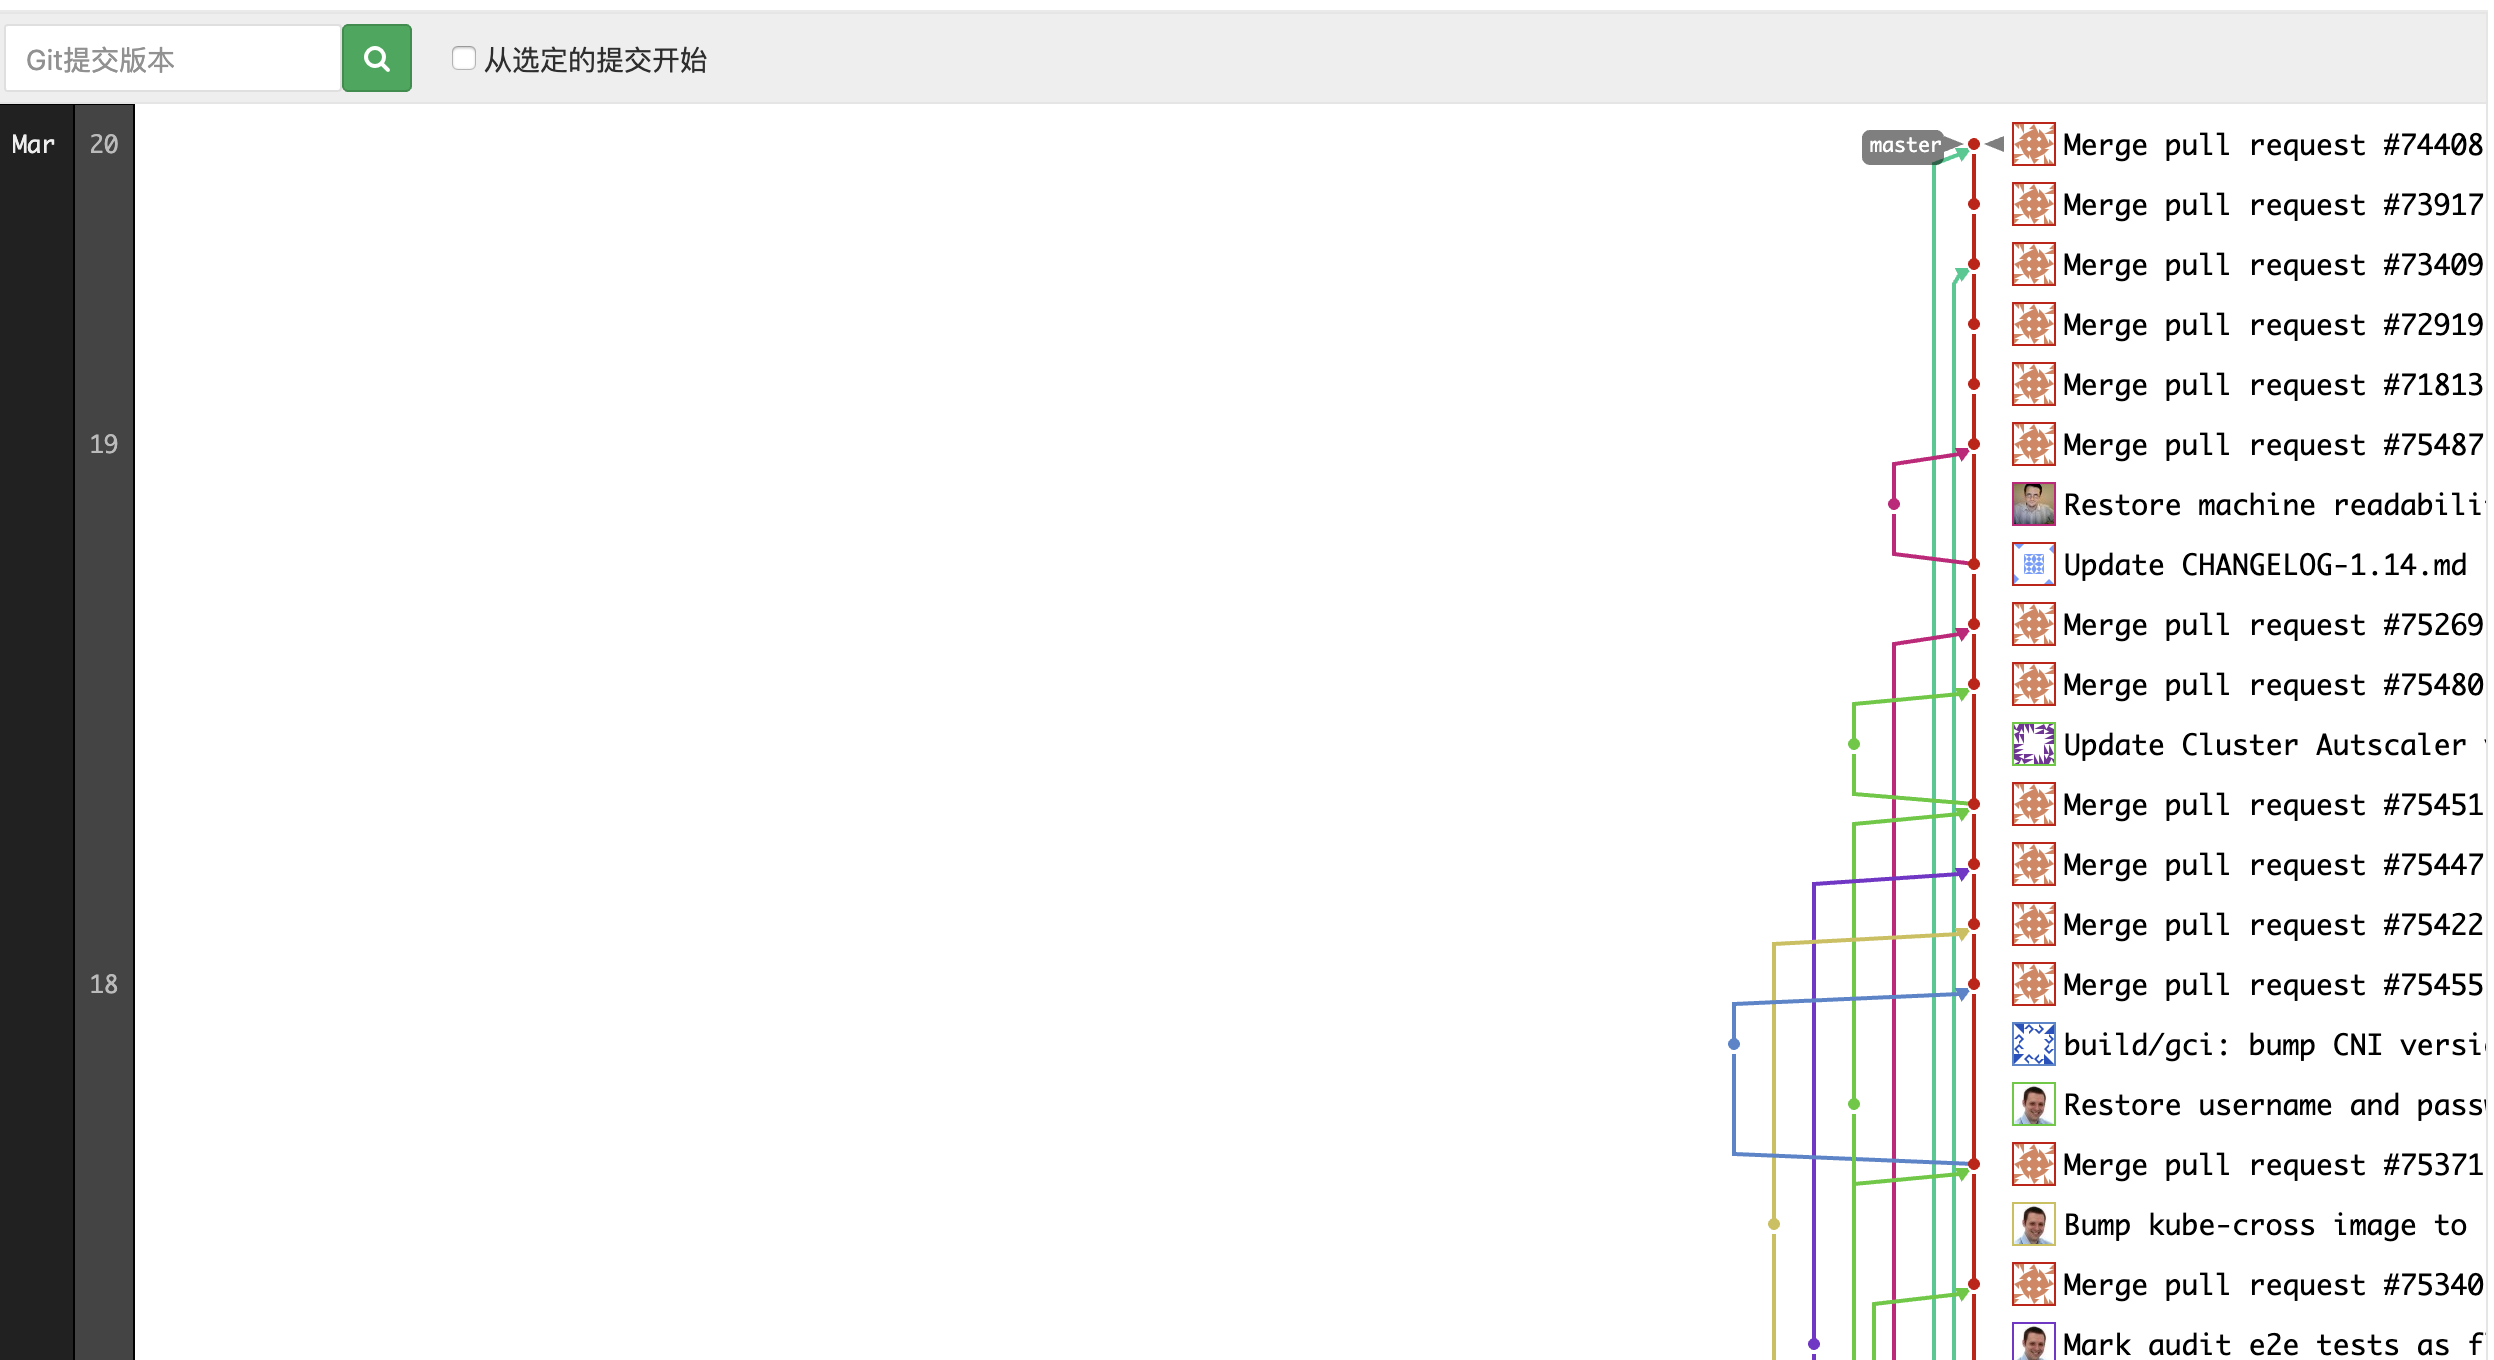 Git提交版本
从选定的提交开始
Mar 20 master Merge pull request #74408
Merge pull request #73917
Merge pull request #73409
Merge pull request #72919
Merge pull request #71813
19 Merge pull request #75487
Restore machine readabili
Update CHANGELOG-1.14.md
Merge pull request #75269
Merge pull request #75480
Update Cluster Autscaler
Merge pull request #75451
Merge pull request #75447
Merge pull request #75422
18 Merge pull request #75455
build/gci: bump CNI versi
Restore username and pass
Merge pull request #75371
Bump kube-cross image to
Merge pull request #75340
Mark audit e2e tests as f